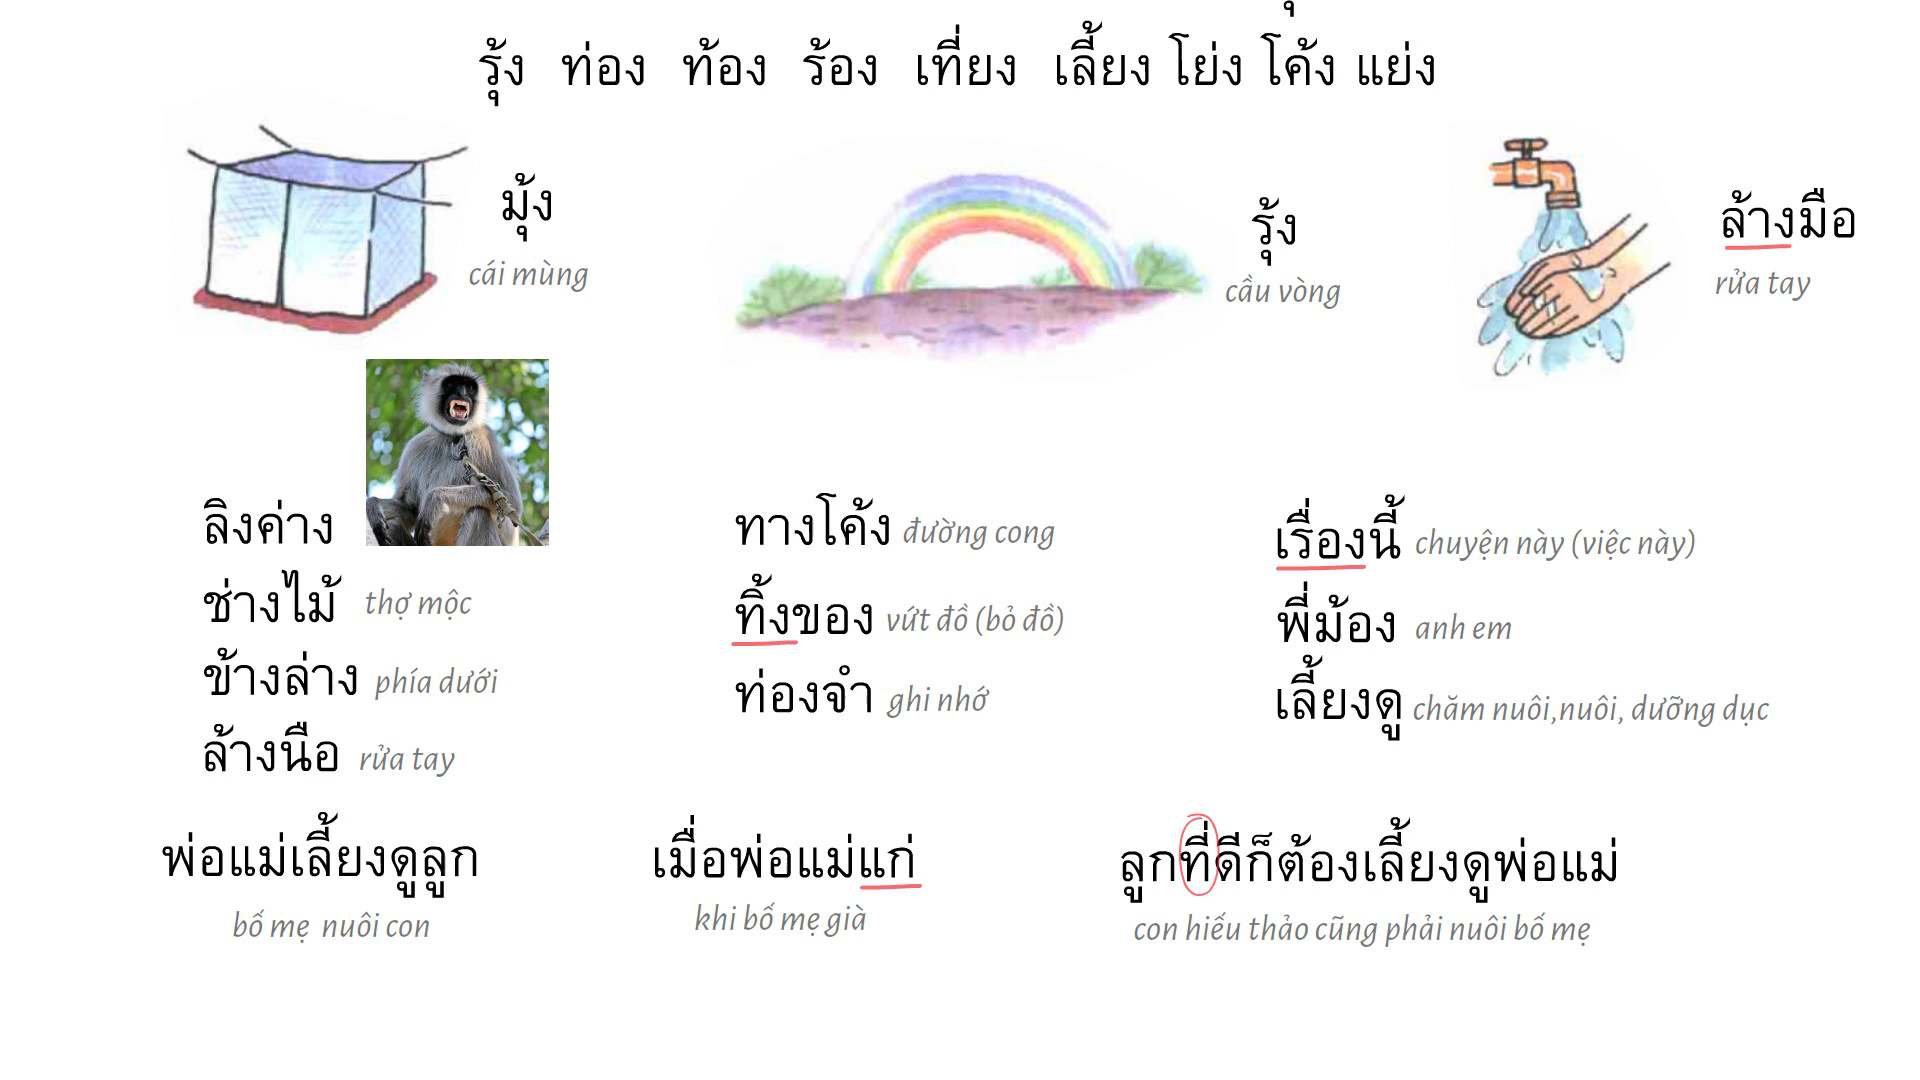 รุ้ง ท่อง ท้อง ร้อง เที่ยง เลี้ยง โย่ง โค้ง แย่ง
มุ้ง
cái mùng
รุ้ง
cầu vòng
ล้างมือ
rửa tay
ลิงค่าง
ช่างไม้ thợ mộc
ข้างล่าง phía dưới
ล้างนือ rửa tay
ทางโค้ง đường cong
ทิ้งของ vứt đồ (bỏ đồ)
ท่องจำ ghi nhớ
เรื่องนี้ chuyện này (việc này)
พี่ม้อง anh em
เลี้ยงดู chăm nuôi,nuôi, dưỡng dục
พ่อแม่เลี้ยงดูลูก
bố mẹ nuôi con
เมื่อพ่อแม่แก่
khi bố mẹ già
ลูกที่ดีก็ต้องเลี้ยงดูพ่อแม่
con hiếu thảo cũng phải nuôi bố mẹ